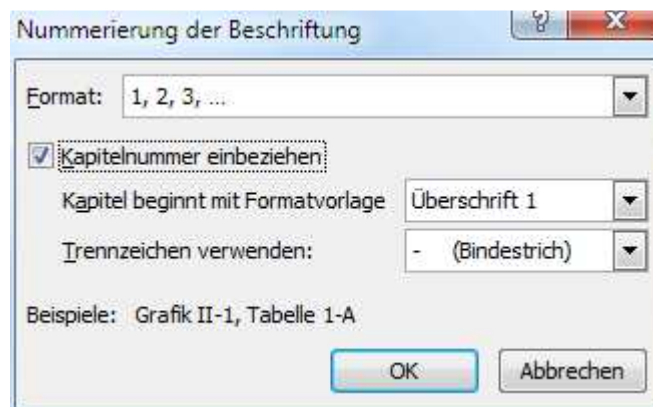 Nummerierung der Beschriftung
Format: 1, 2, 3, ...
Kapitelnummer einbeziehen
Kapitel beginnt mit Formatvorlage Überschrift 1
Trennzeichen verwenden: - (Bindestrich)
Beispiele: Grafik II-1, Tabelle 1-A
OK Abbrechen